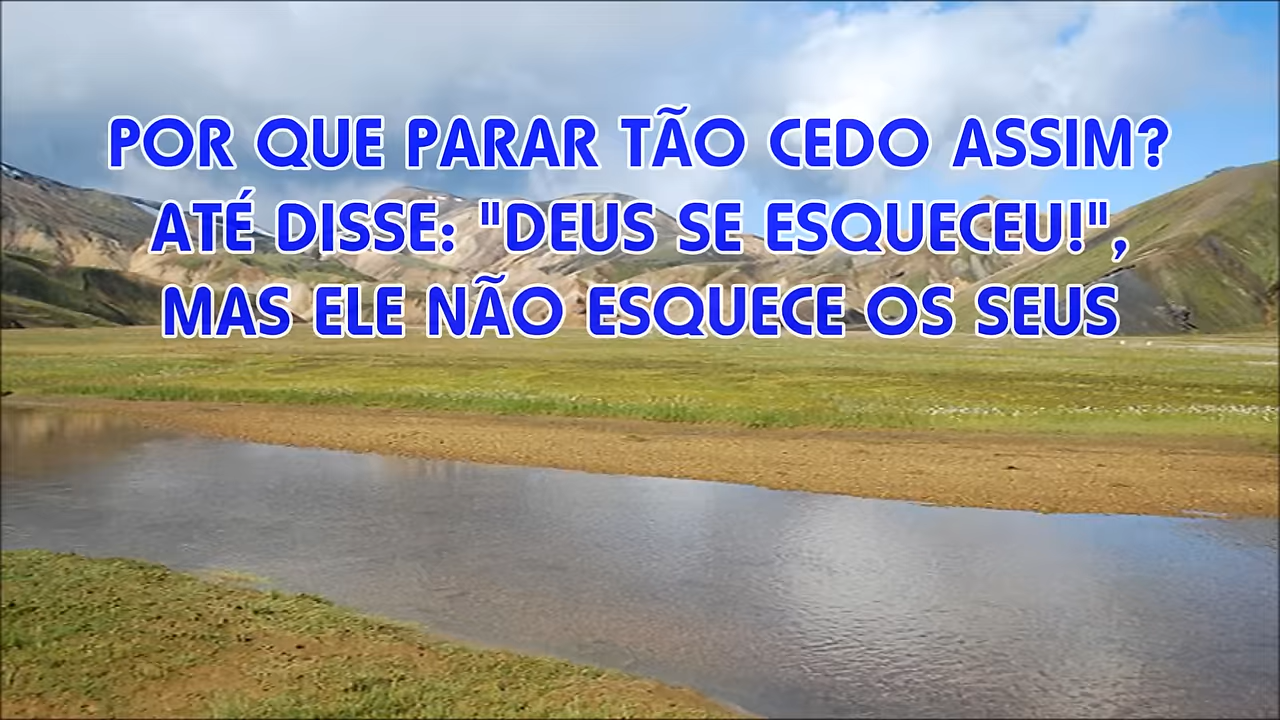 POR QUE PARAR TÃO CEDO ASSIM?
ATÉ DISSE: "DEUS SE ESQUECEU!",
MAS ELE NÃO ESQUECE OS SEUS